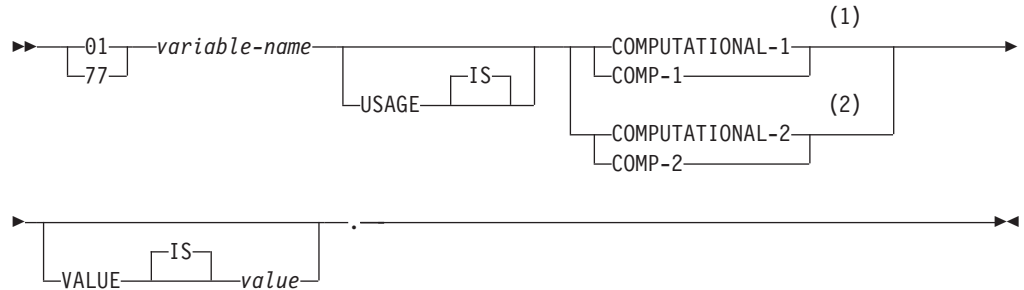 (1)
01 variable-name COMPUTATIONAL-1
77 IS COMP-1
USAGE (2)
COMPUTATIONAL-2
COMP-2
.
IS
VALUE value